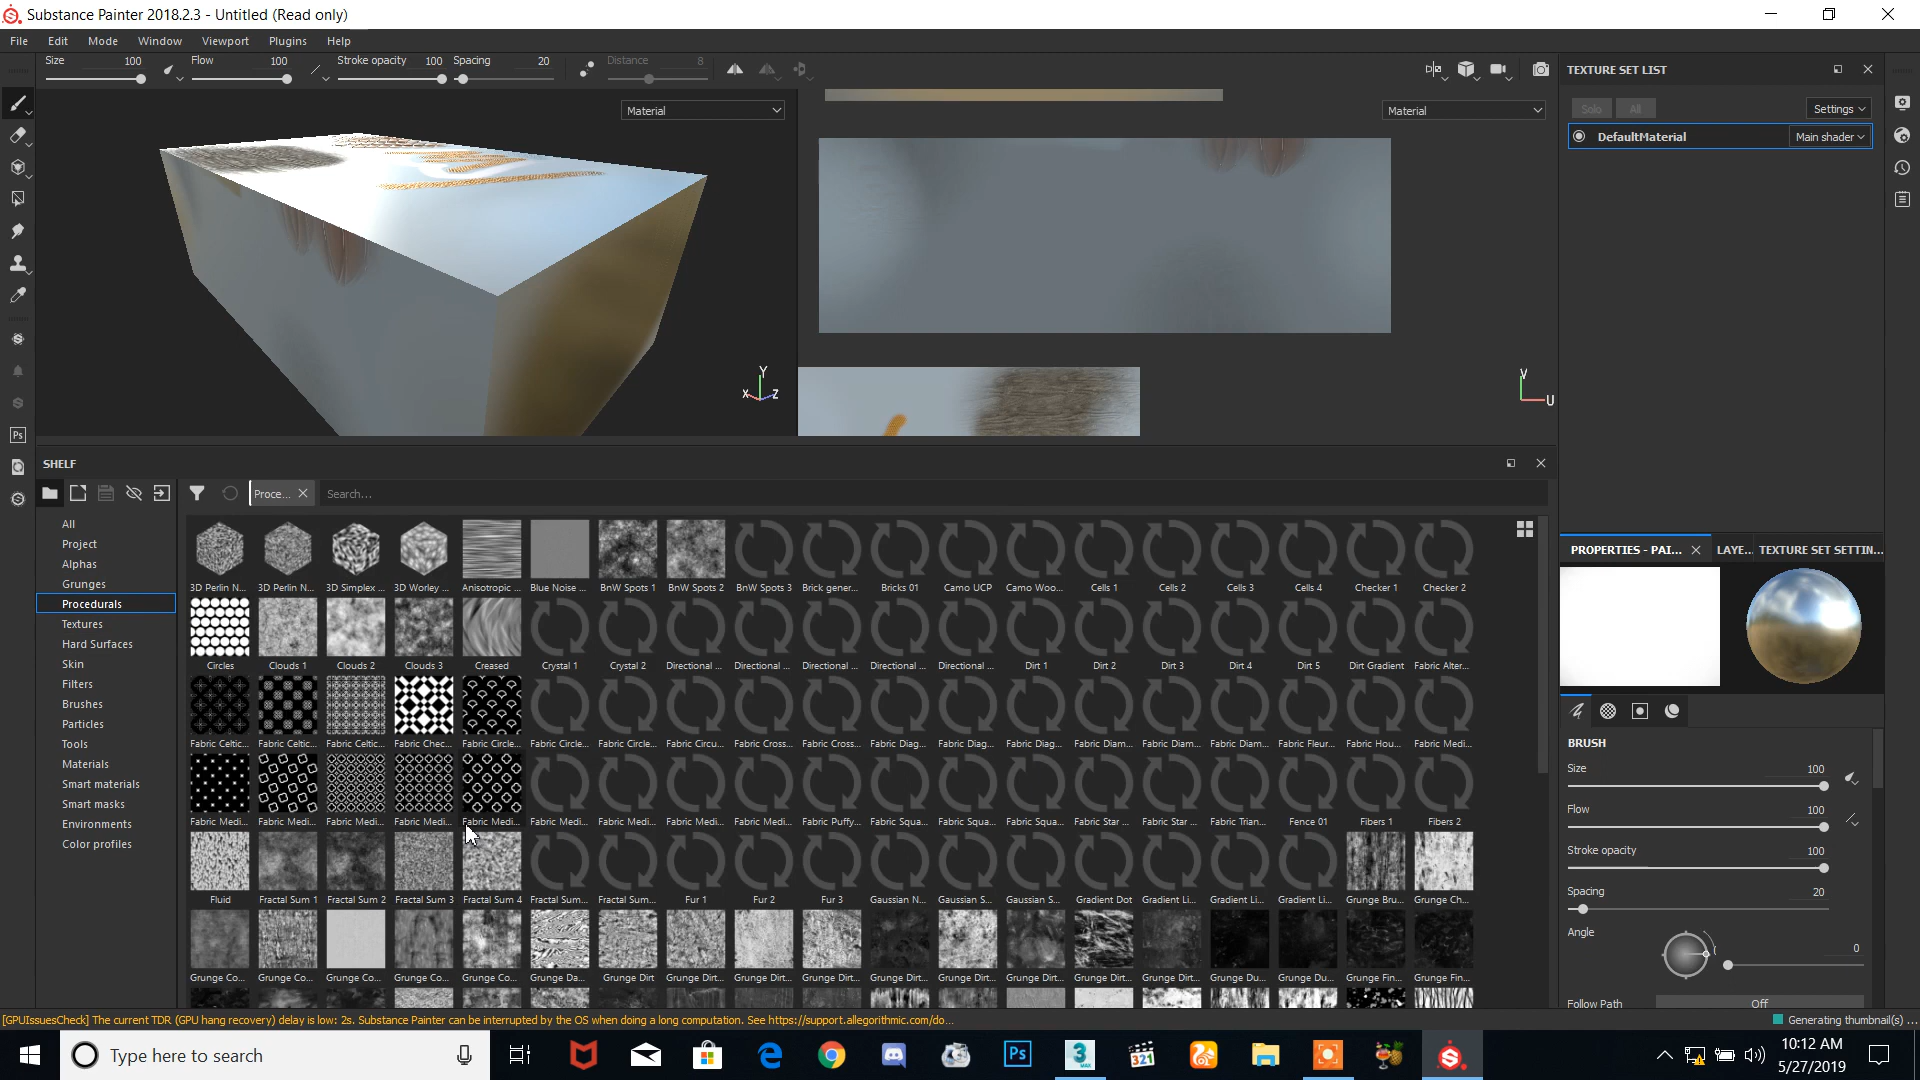 Substance Painter 2018.2.3 - Untitled (Read only)
File Edit Mode Window Viewport Plugins Help
Size 100 Flow 100 Stroke opacity 100 Spacing 20 Distance 8
Material
Material
X Y Z
V U
TEXTURE SET LIST
Solo All Settings
DefaultMaterial Main shader
SHELF
Proce... Search...
All
Project
Alphas
Grunges
Procedurals
Textures
Hard Surfaces
Skin
Filters
Brushes
Particles
Tools
Materials
Smart materials
Smart masks
Environments
Color profiles
3D Perlin N... 3D Perlin N... 3D Simplex ... 3D Worley ... Anisotropic ... Blue Noise ... BnW Spots 1 BnW Spots 2 BnW Spots 3 Brick gener... Bricks 01 Camo UCP Camo Woo... Cells 1 Cells 2 Cells 3 Cells 4 Checker 1 Checker 2
Circles Clouds 1 Clouds 2 Clouds 3 Creased Crystal 1 Crystal 2 Directional ... Directional ... Directional ... Directional ... Directional ... Dirt 1 Dirt 2 Dirt 3 Dirt 4 Dirt 5 Dirt Gradient Fabric Alter...
Fabric Celtic... Fabric Celtic... Fabric Celtic... Fabric Chec... Fabric Circle... Fabric Circle... Fabric Circle... Fabric Circu... Fabric Cross... Fabric Cross... Fabric Diag... Fabric Diag... Fabric Diag... Fabric Diam... Fabric Diam... Fabric Diam... Fabric Fleur... Fabric Hou... Fabric Medi...
Fabric Medi... Fabric Medi... Fabric Medi... Fabric Medi... Fabric Medi... Fabric Medi... Fabric Medi... Fabric Medi... Fabric Medi... Fabric Puffy... Fabric Squa... Fabric Squa... Fabric Squa... Fabric Star ... Fabric Star ... Fabric Trian... Fence 01 Fibers 1 Fibers 2
Fluid Fractal Sum 1 Fractal Sum 2 Fractal Sum 3 Fractal Sum 4 Fractal Sum... Fractal Sum... Fur 1 Fur 2 Fur 3 Gaussian N... Gaussian S... Gaussian S... Gradient Dot Gradient Li... Gradient Li... Gradient Li... Grunge Bru... Grunge Ch...
Grunge Co... Grunge Co... Grunge Co... Grunge Co... Grunge Co... Grunge Da... Grunge Dirt Grunge Dirt... Grunge Dirt... Grunge Dirt... Grunge Dirt... Grunge Dirt... Grunge Dirt... Grunge Dirt... Grunge Dirt... Grunge Du... Grunge Du... Grunge Fin... Grunge Fin...
PROPERTIES - PAI... LAYE... TEXTURE SET SETTIN...
BRUSH
Size 100
Flow 100
Stroke opacity 100
Spacing 20
Angle 0
Follow Path Off
[GPUIssuesCheck] The current TDR (GPU hang recovery) delay is low: 2s. Substance Painter can be interrupted by the OS when doing a long computation. See https://support.allegorithmic.com/do...
Generating thumbnail(s) ...
Type here to search
Ps
Ps
3 MAX
321
10:12 AM
5/27/2019